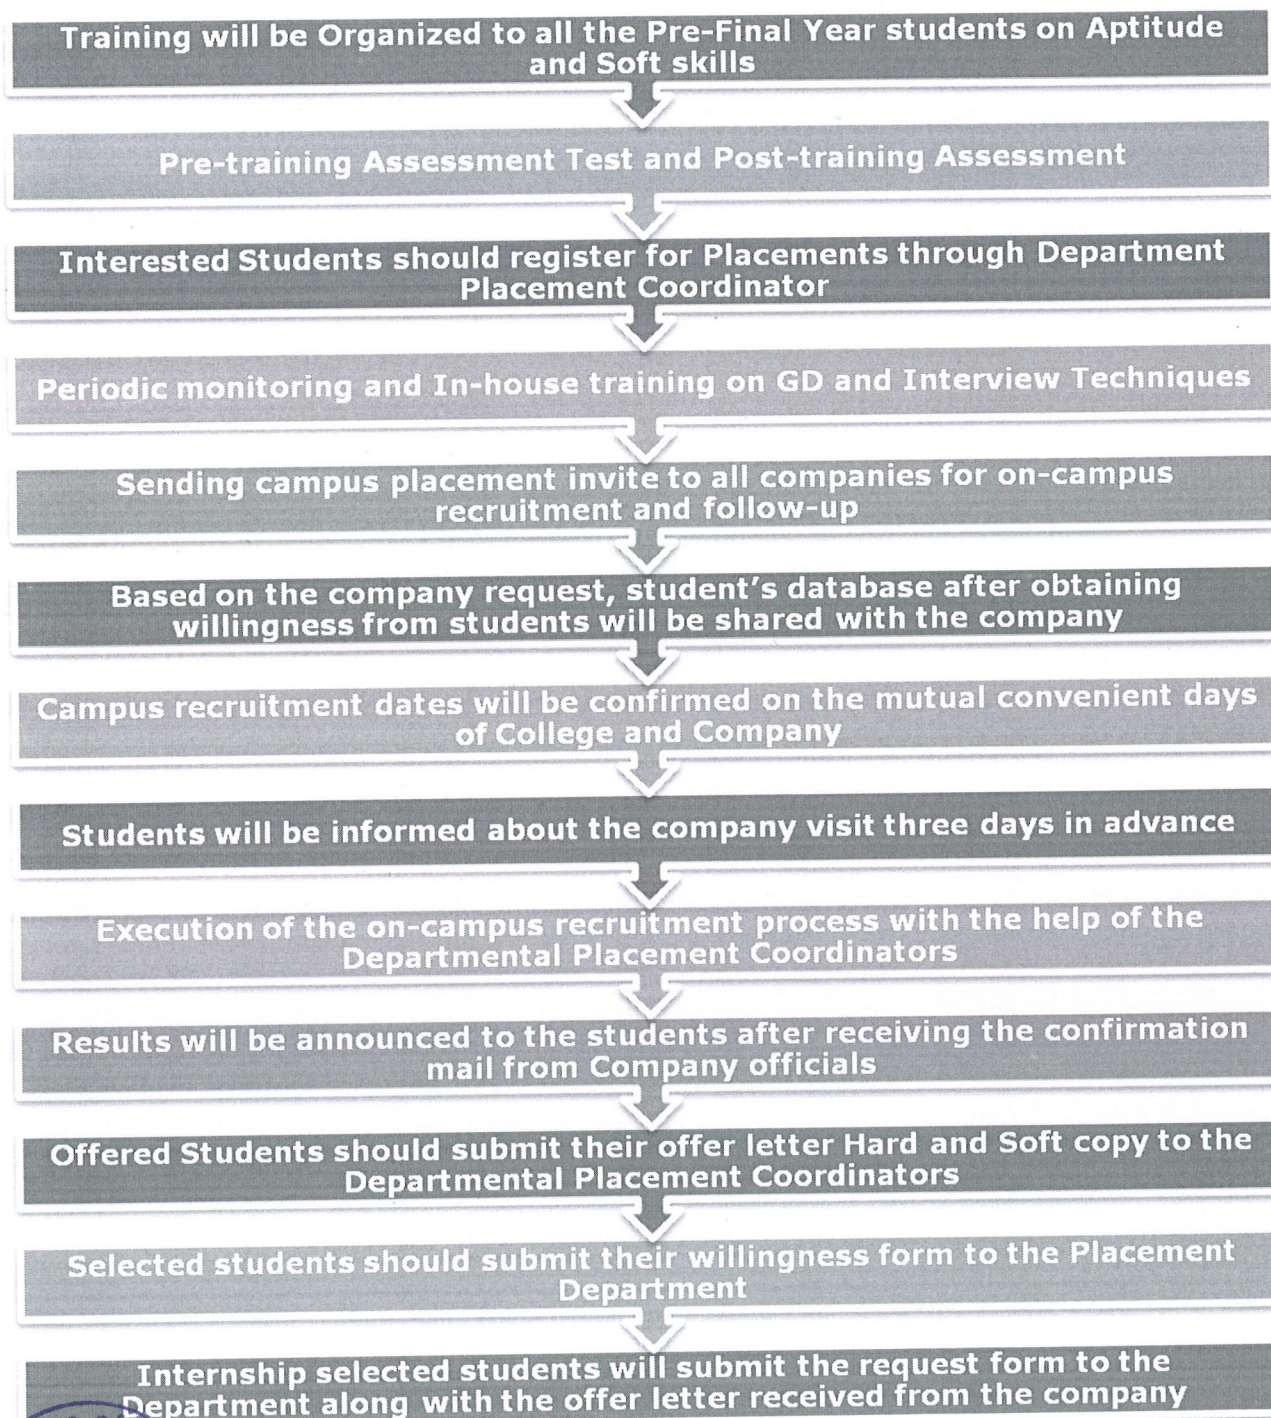 Training will be Organized to all the Pre-Final Year students on Aptitude
and Soft skills
Pre-training Assessment Test and Post-training Assessment
Interested Students should register for Placements through Department
Placement Coordinator
Periodic monitoring and In-house training on GD and Interview Techniques
Sending campus placement invite to all companies for on-campus
recruitment and follow-up
Based on the company request, student's database after obtaining
willingness from students will be shared with the company
Campus recruitment dates will be confirmed on the mutual convenient days
of College and Company
Students will be informed about the company visit three days in advance
Execution of the on-campus recruitment process with the help of the
Departmental Placement Coordinators
Results will be announced to the students after receiving the confirmation
mail from Company officials
Offered Students should submit their offer letter Hard and Soft copy to the
Departmental Placement Coordinators
Selected students should submit their willingness form to the Placement
Department
Internship selected students will submit the request form to the
Department along with the offer letter received from the company